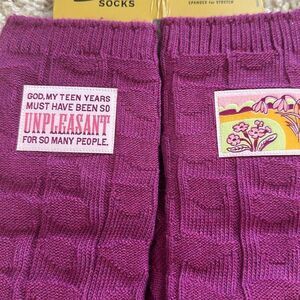 SOCKS
SPANDEX for STRETCH
GOD, MY TEEN YEARS
MUST HAVE BEEN SO
UNPLEASANT
FOR SO MANY PEOPLE.